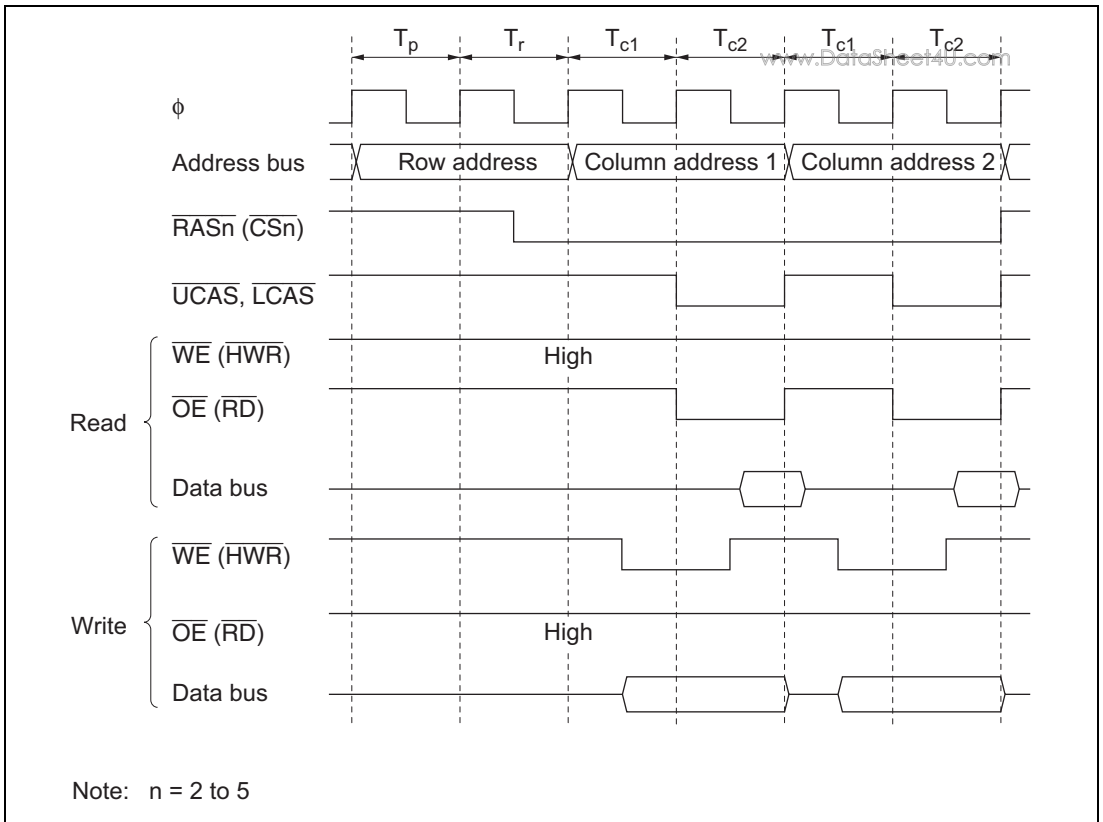 Tp Tr Tc1 Tc2 Tc1 Tc2
www.DataSheet4U.com
ϕ
Address bus Row address Column address 1 Column address 2
RASn (CSn)
UCAS, LCAS
Read
WE (HWR) High
OE (RD)
Data bus
Write
WE (HWR)
OE (RD) High
Data bus
Note: n = 2 to 5